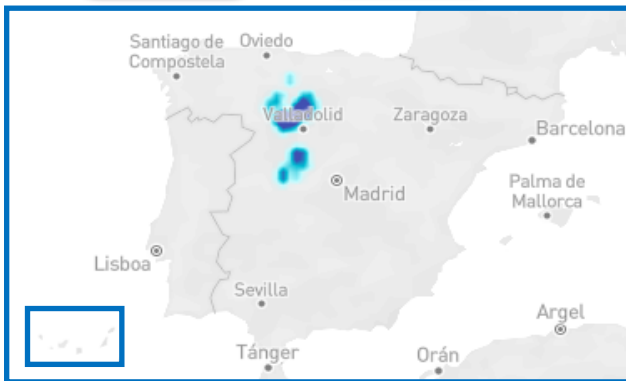 Santiago de
Compostela
Oviedo
Valladolid
Zaragoza
Barcelona
Madrid
Palma de
Mallorca
Lisboa
Sevilla
Argel
Tánger
Orán